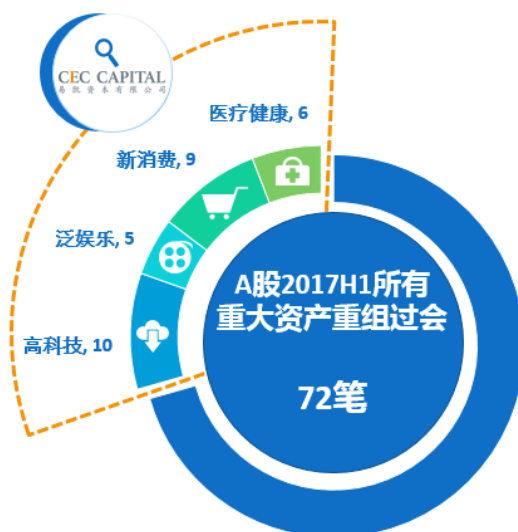 CEC CAPITAL
易凯资本有限公司
医疗健康, 6
新消费, 9
泛娱乐, 5
高科技, 10
A股2017H1所有
重大资产重组过会
72笔